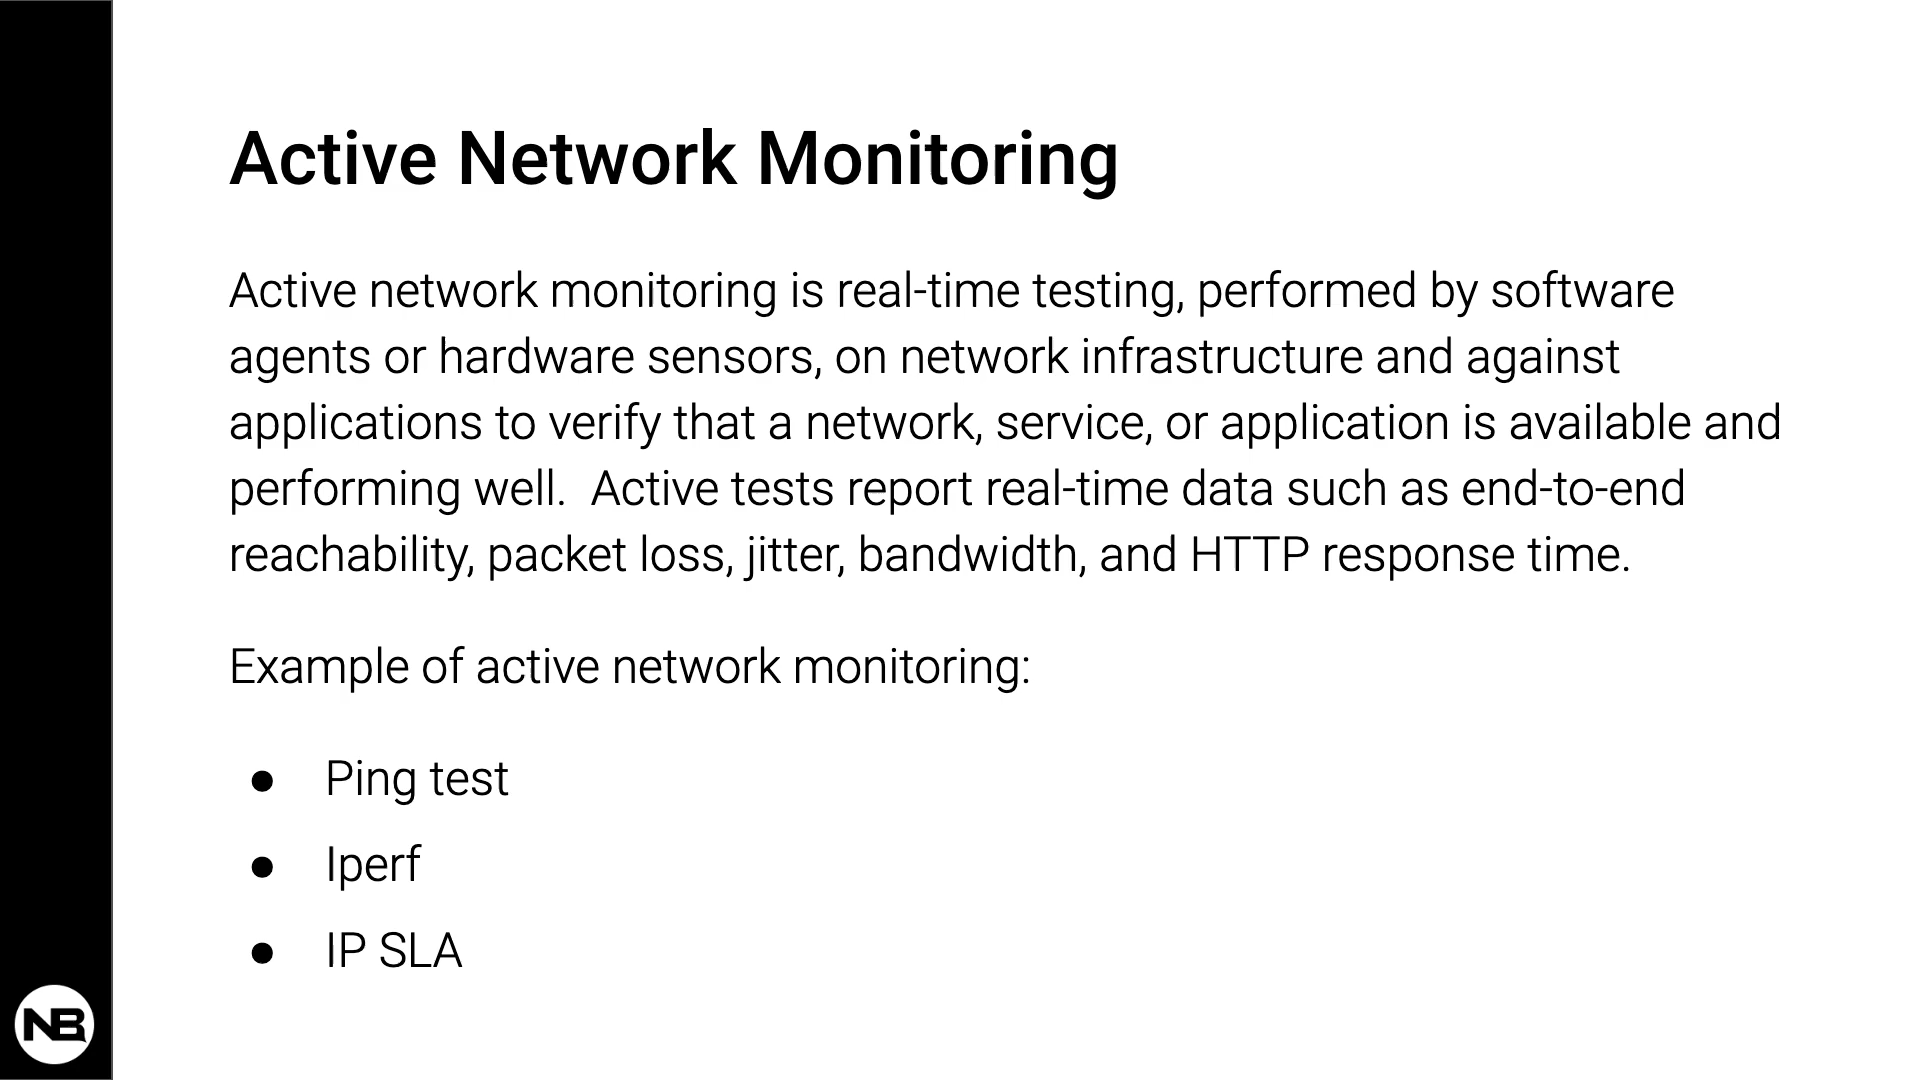 Active Network Monitoring
Active network monitoring is real-time testing, performed by software
agents or hardware sensors, on network infrastructure and against
applications to verify that a network, service, or application is available and
performing well.  Active tests report real-time data such as end-to-end
reachability, packet loss, jitter, bandwidth, and HTTP response time.
Example of active network monitoring:
● Ping test
● Iperf
● IP SLA
NB